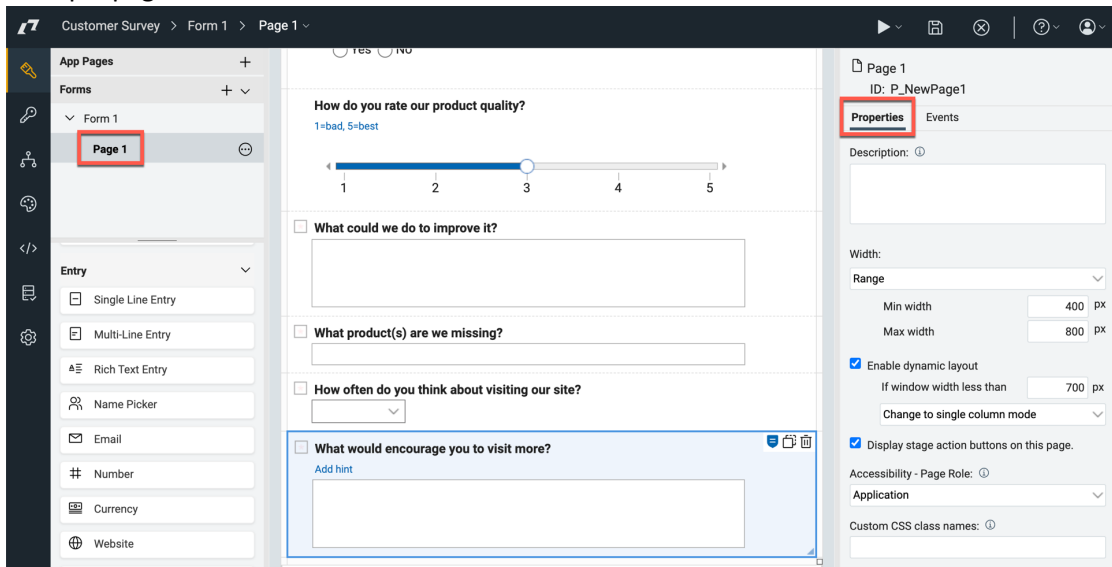 Customer Survey > Form 1 > Page 1
App Pages
Forms
Form 1
Page 1
Entry
Single Line Entry
Multi-Line Entry
Rich Text Entry
Name Picker
Email
Number
Currency
Website
Yes NO
How do you rate our product quality?
1=bad, 5=best
1 2 3 4 5
What could we do to improve it?
What product(s) are we missing?
How often do you think about visiting our site?
What would encourage you to visit more?
Add hint
Page 1
ID: P_NewPage1
Properties Events
Description:
Width:
Range
Min width 400 px
Max width 800 px
Enable dynamic layout
If window width less than 700 px
Change to single column mode
Display stage action buttons on this page.
Accessibility - Page Role:
Application
Custom CSS class names: